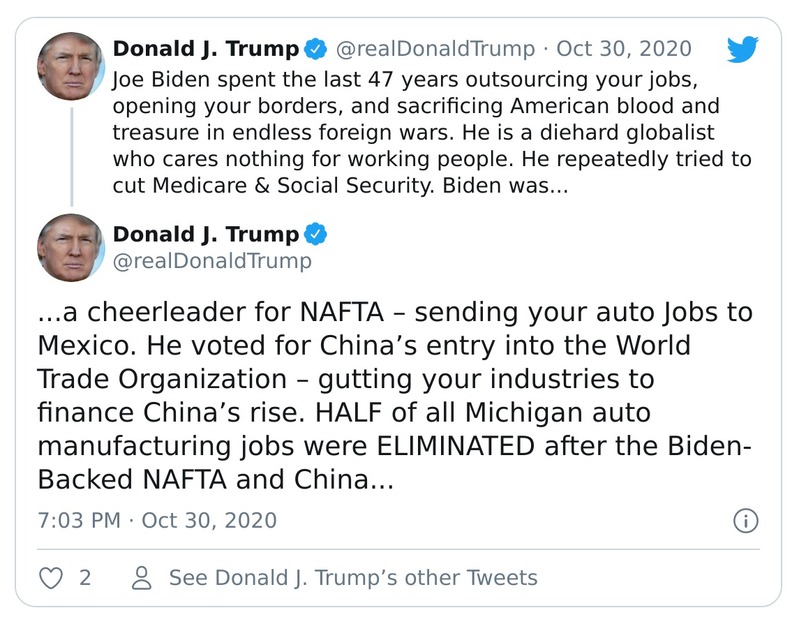 Donald J. Trump @realDonaldTrump · Oct 30, 2020
Joe Biden spent the last 47 years outsourcing your jobs,
opening your borders, and sacrificing American blood and
treasure in endless foreign wars. He is a diehard globalist
who cares nothing for working people. He repeatedly tried to
cut Medicare & Social Security. Biden was...
Donald J. Trump
@realDonaldTrump
...a cheerleader for NAFTA – sending your auto Jobs to
Mexico. He voted for China’s entry into the World
Trade Organization – gutting your industries to
finance China’s rise. HALF of all Michigan auto
manufacturing jobs were ELIMINATED after the Biden-
Backed NAFTA and China...
7:03 PM · Oct 30, 2020
2 See Donald J. Trump’s other Tweets